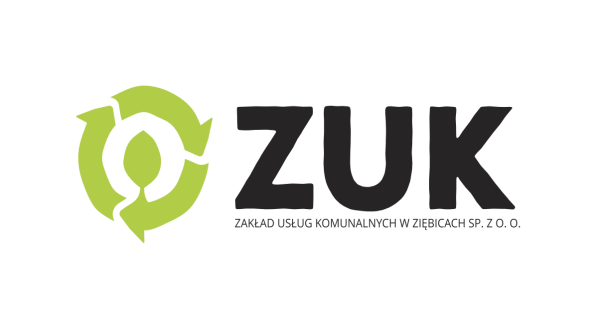 ZUK
ZAKŁAD USŁUG KOMUNALNYCH W ZIĘBICACH SP. Z O. O.